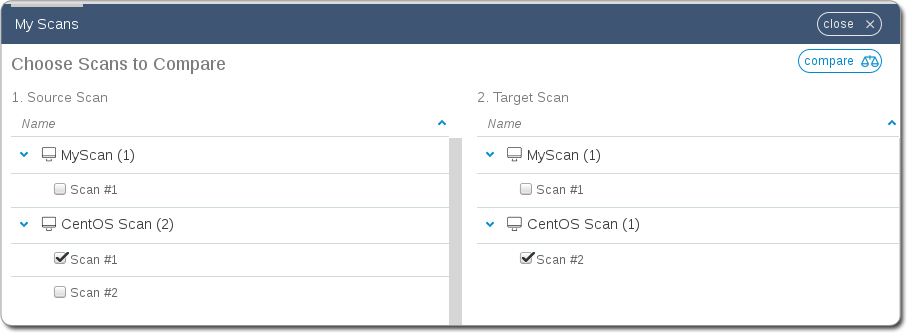 My Scans
close
Choose Scans to Compare
compare
1. Source Scan
Name
MyScan (1)
Scan #1
CentOS Scan (2)
Scan #1
Scan #2
2. Target Scan
Name
MyScan (1)
Scan #1
CentOS Scan (1)
Scan #2